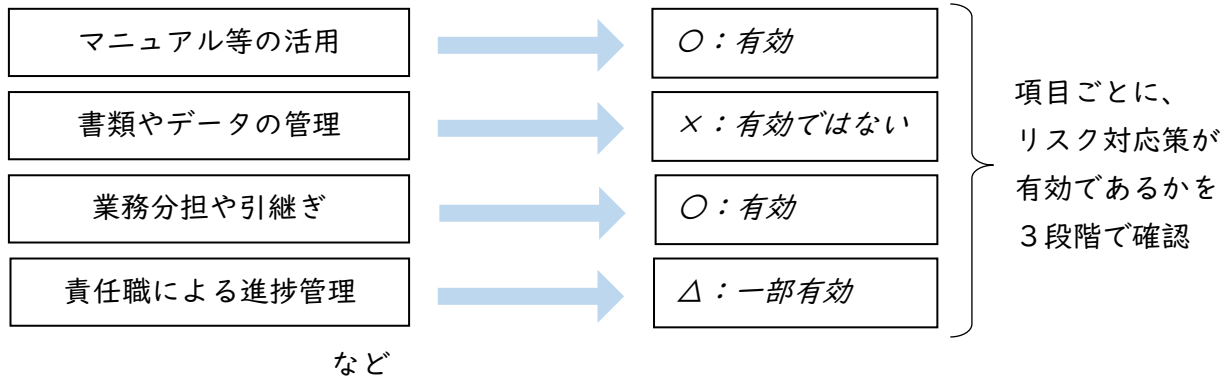 マニュアル等の活用
〇：有効
書類やデータの管理
×：有効ではない
業務分担や引継ぎ
〇：有効
責任職による進捗管理
△：一部有効
など
項目ごとに、
リスク対応策が
有効であるかを
３段階で確認